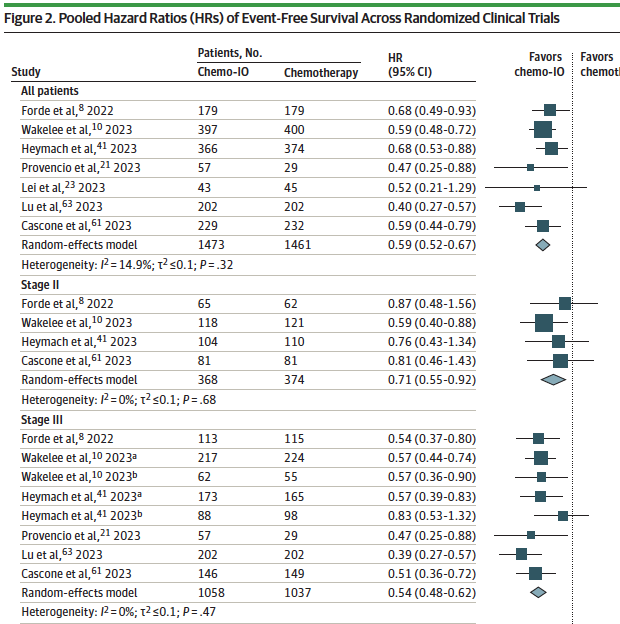 Figure 2. Pooled Hazard Ratios (HRs) of Event-Free Survival Across Randomized Clinical Trials
Patients, No.
Study Chemo-IO Chemotherapy HR (95% CI) Favors chemo-IO Favors
All patients
Forde et al,8 2022 179 179 0.68 (0.49-0.93)
Wakelee et al,10 2023 397 400 0.59 (0.48-0.72)
Heymach et al,41 2023 366 374 0.68 (0.53-0.88)
Provencio et al,21 2023 57 29 0.47 (0.25-0.88)
Lei et al,23 2023 43 45 0.52 (0.21-1.29)
Lu et al,63 2023 202 202 0.40 (0.27-0.57)
Cascone et al,61 2023 229 232 0.59 (0.44-0.79)
Random-effects model 1473 1461 0.59 (0.52-0.67)
Heterogeneity: I2 = 14.9%; τ2 ≤0.1; P = .32
Stage II
Forde et al,8 2022 65 62 0.87 (0.48-1.56)
Wakelee et al,10 2023 118 121 0.59 (0.40-0.88)
Heymach et al,41 2023 104 110 0.76 (0.43-1.34)
Cascone et al,61 2023 81 81 0.81 (0.46-1.43)
Random-effects model 368 374 0.71 (0.55-0.92)
Heterogeneity: I2 = 0%; τ2 ≤0.1; P = .68
Stage III
Forde et al,8 2022 113 115 0.54 (0.37-0.80)
Wakelee et al,10 2023a 217 224 0.57 (0.44-0.74)
Wakelee et al,10 2023b 62 55 0.57 (0.36-0.90)
Heymach et al,41 2023a 173 165 0.57 (0.39-0.83)
Heymach et al,41 2023b 88 98 0.83 (0.53-1.32)
Provencio et al,21 2023 57 29 0.47 (0.25-0.88)
Lu et al,63 2023 202 202 0.39 (0.27-0.57)
Cascone et al,61 2023 146 149 0.51 (0.36-0.72)
Random-effects model 1058 1037 0.54 (0.48-0.62)
Heterogeneity: I2 = 0%; τ2 ≤0.1; P = .47